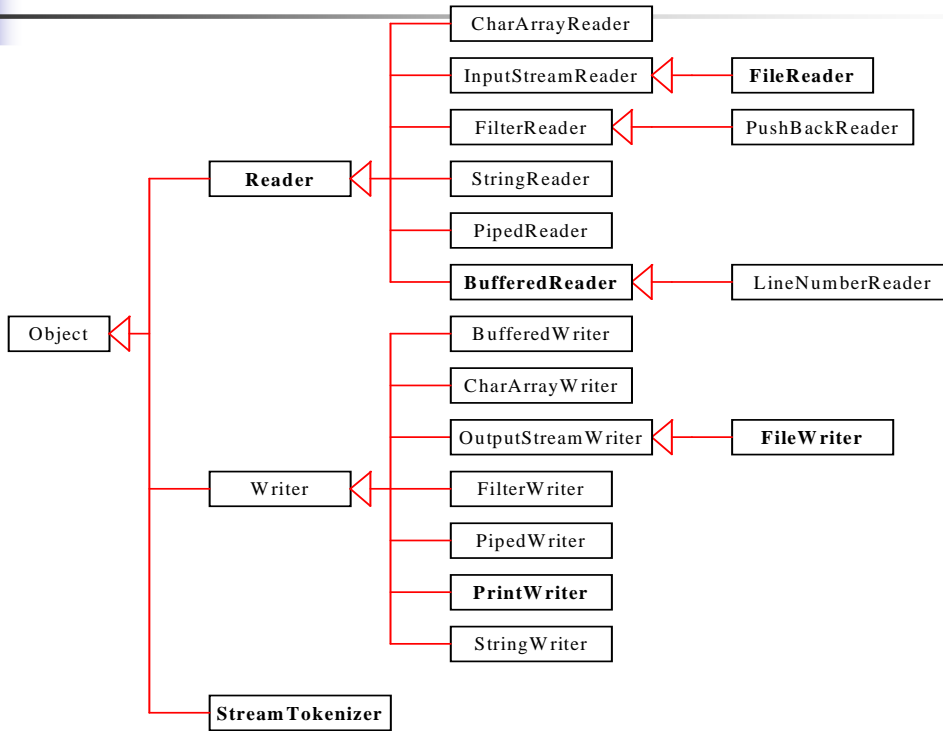 CharArrayReader
InputStreamReader
FileReader
FilterReader
PushBackReader
Reader
StringReader
PipedReader
BufferedReader
LineNumberReader
Object
BufferedWriter
CharArrayWriter
OutputStreamWriter
FileWriter
Writer
FilterWriter
PipedWriter
PrintWriter
StringWriter
StreamTokenizer